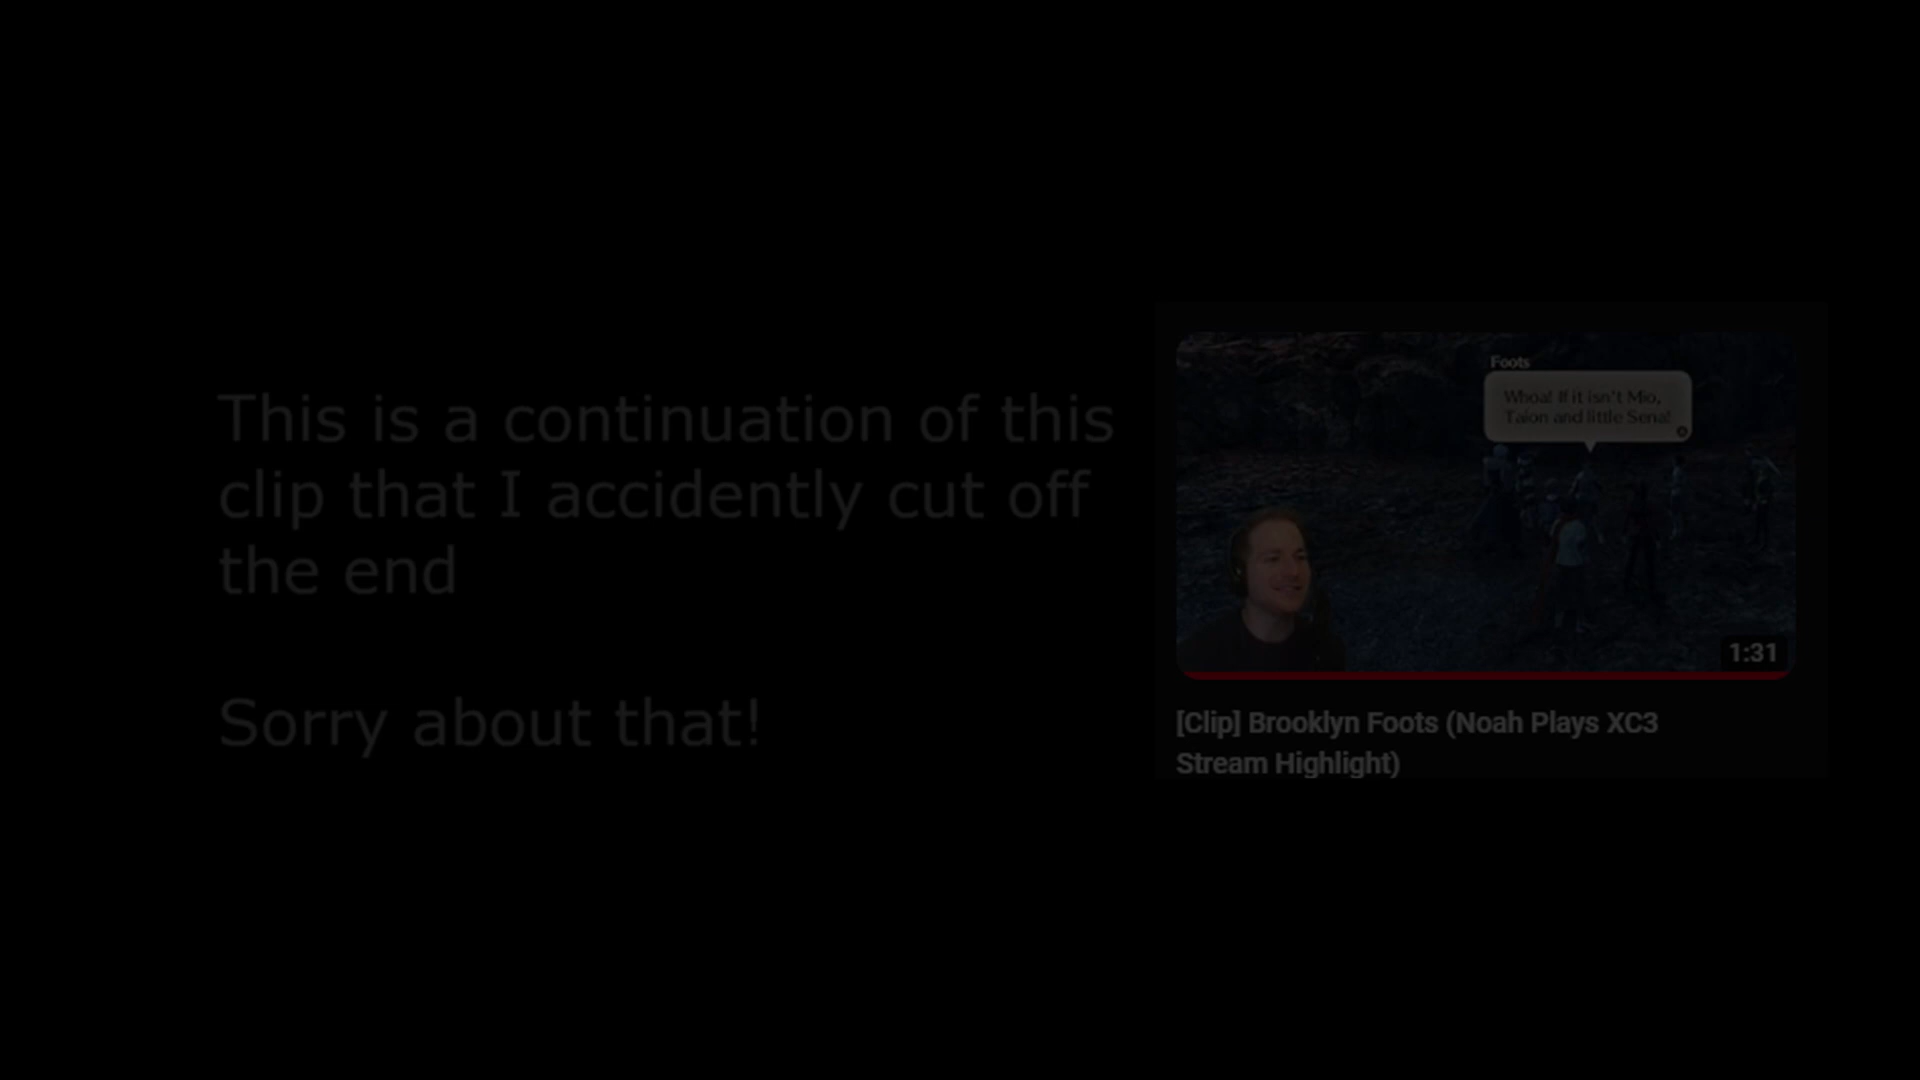 This is a continuation of this
clip that I accidently cut off
the end
Sorry about that!
Foots
Whoa! If it isn't Mio,
Taion and little Sena!
1:31
[Clip] Brooklyn Foots (Noah Plays XC3
Stream Highlight)